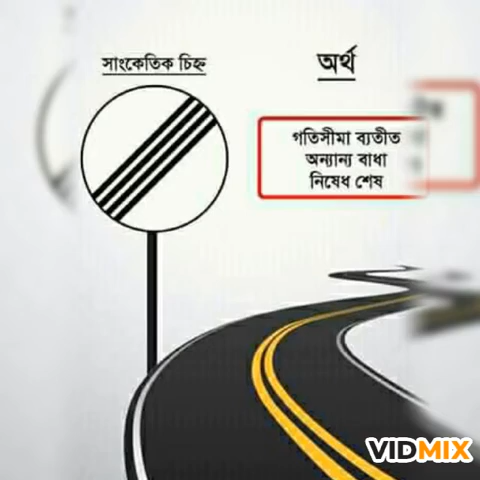 সাংকেতিক চিহ্ন
অর্থ
গতিসীমা ব্যতীত
অন্যান্য বাধা
নিষেধ শেষ
VIDMIX